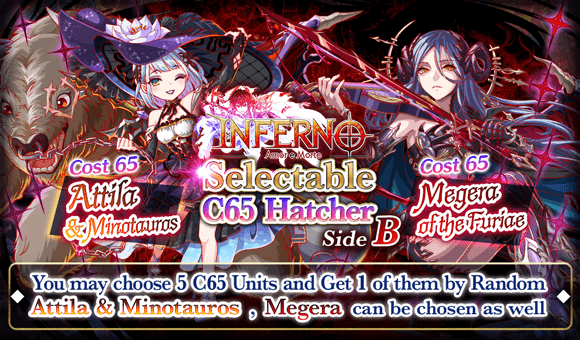 INFERNO
Amor e Morte
Selectable
C65 Hatcher
Side B
Cost 65
Attila
& Minotauros
Cost 65
Megera
of the Furiae
You may choose 5 C65 Units and Get 1 of them by Random
Attila & Minotauros , Megera can be chosen as well